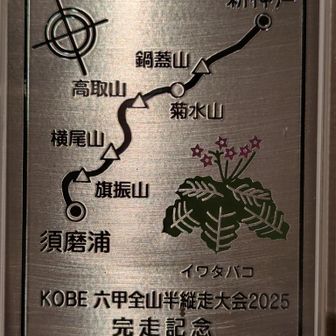 新神戸
鍋蓋山
高取山
菊水山
横尾山
旗振山
須磨浦
イワタバコ
KOBE 六甲全山半縦走大会2025
完走記念